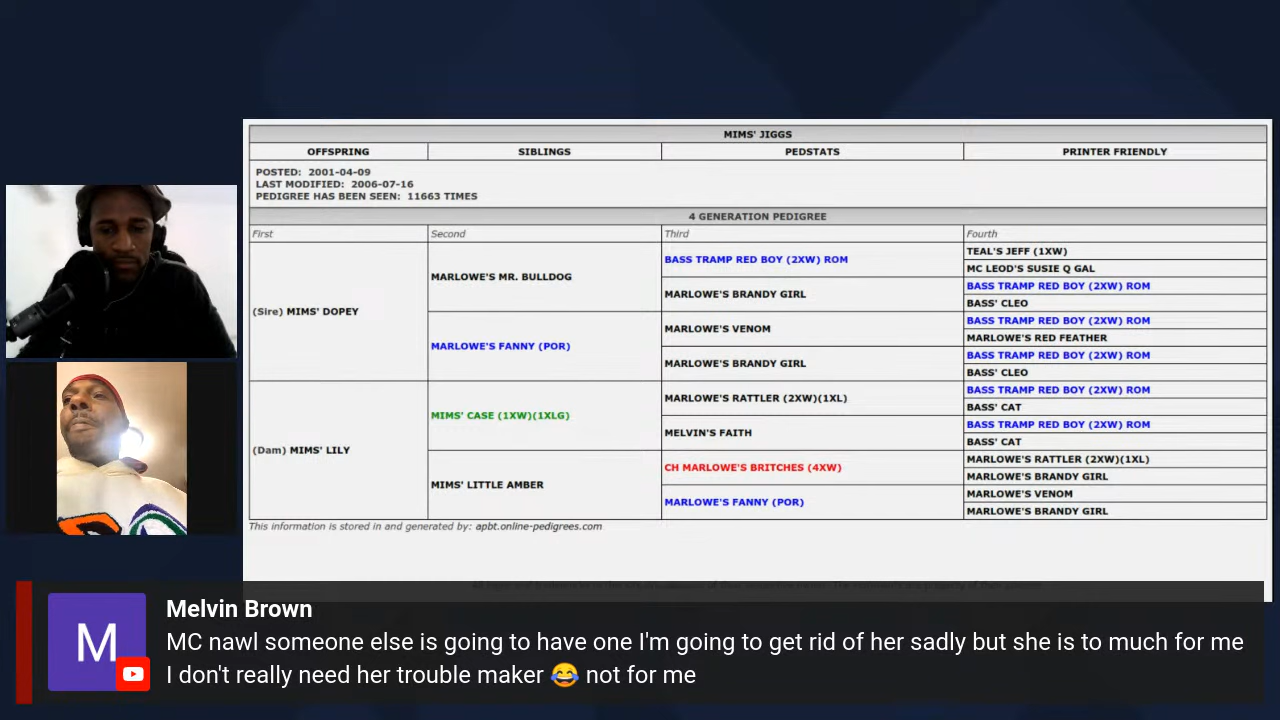 MIMS' JIGGS
OFFSPRING SIBLINGS PEDSTATS PRINTER FRIENDLY
POSTED: 2001-04-09
LAST MODIFIED: 2006-07-16
PEDIGREE HAS BEEN SEEN: 11663 TIMES
4 GENERATION PEDIGREE
First Second Third Fourth
(Sire) MIMS' DOPEY
MARLOWE'S MR. BULLDOG
MARLOWE'S FANNY (POR)
BASS TRAMP RED BOY (2XW) ROM
MARLOWE'S BRANDY GIRL
MARLOWE'S VENOM
MARLOWE'S BRANDY GIRL
TEAL'S JEFF (1XW)
MC LEOD'S SUSIE Q GAL
BASS TRAMP RED BOY (2XW) ROM
BASS' CLEO
BASS TRAMP RED BOY (2XW) ROM
MARLOWE'S RED FEATHER
BASS TRAMP RED BOY (2XW) ROM
BASS' CLEO
(Dam) MIMS' LILY
MIMS' CASE (1XW)(1XLG)
MIMS' LITTLE AMBER
MARLOWE'S RATTLER (2XW)(1XL)
MELVIN'S FAITH
CH MARLOWE'S BRITCHES (4XW)
MARLOWE'S FANNY (POR)
BASS TRAMP RED BOY (2XW) ROM
BASS' CAT
BASS TRAMP RED BOY (2XW) ROM
BASS' CAT
MARLOWE'S RATTLER (2XW)(1XL)
MARLOWE'S BRANDY GIRL
MARLOWE'S VENOM
MARLOWE'S BRANDY GIRL
This information is stored in and generated by: apbt.online-pedigrees.com
M
Melvin Brown
MC nawl someone else is going to have one I'm going to get rid of her sadly but she is to much for me
I don't really need her trouble maker 😂 not for me